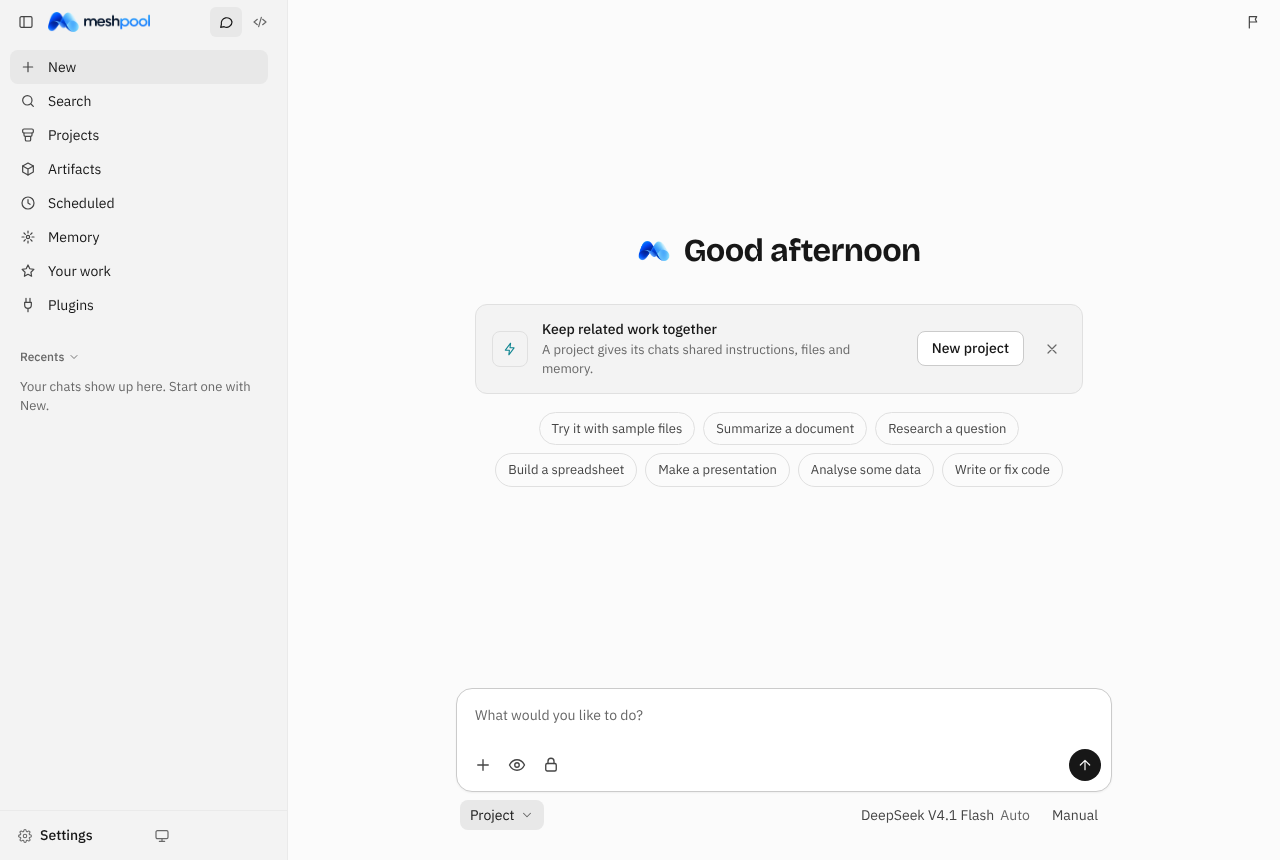 meshpool
New
Search
Projects
Artifacts
Scheduled
Memory
Your work
Plugins
Recents
Your chats show up here. Start one with
New.
Settings
Good afternoon
Keep related work together
A project gives its chats shared instructions, files and
memory.
New project
Try it with sample files
Summarize a document
Research a question
Build a spreadsheet
Make a presentation
Analyse some data
Write or fix code
What would you like to do?
Project
DeepSeek V4.1 Flash Auto
Manual